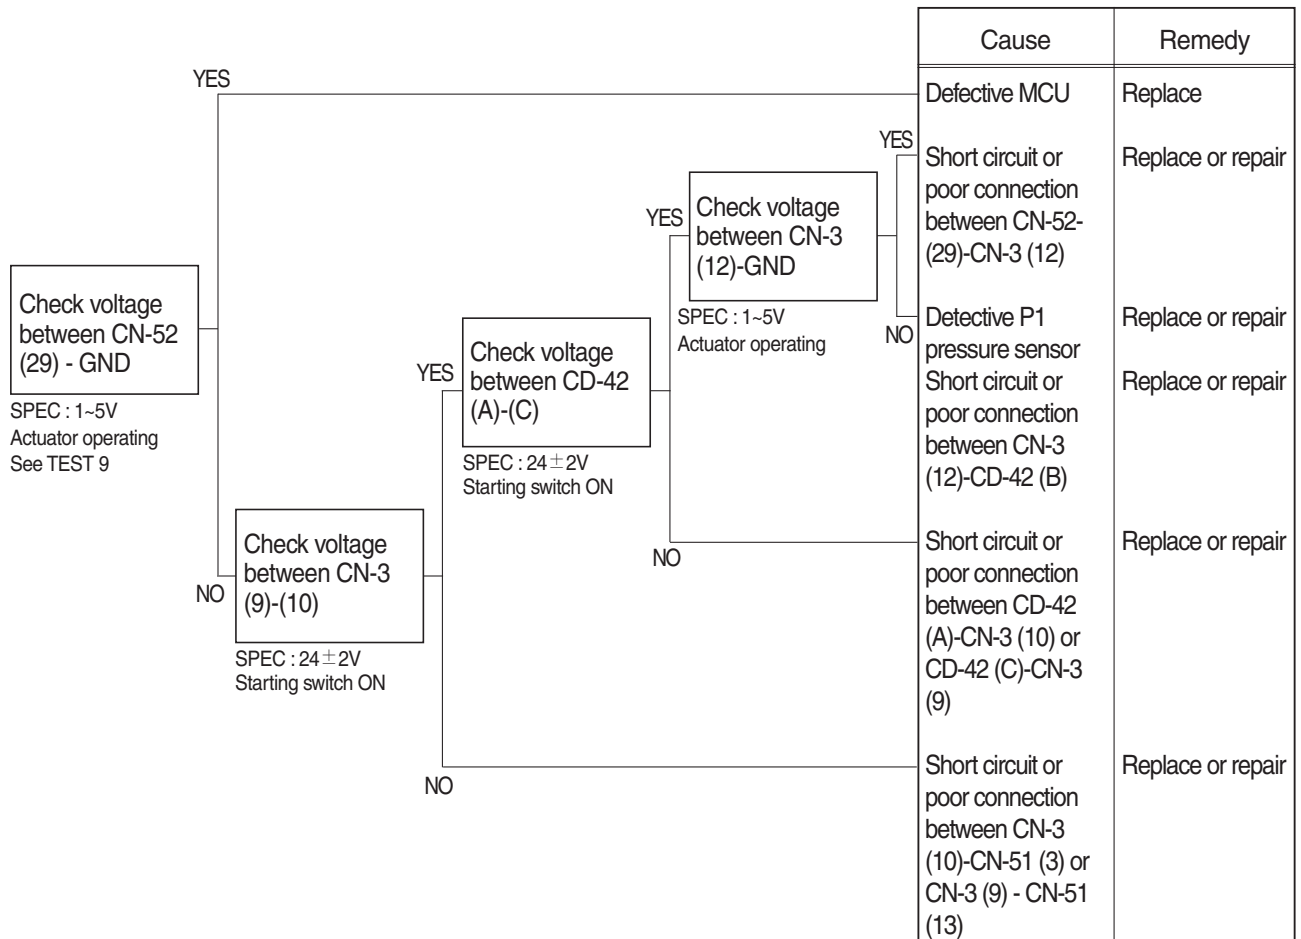 Cause
Remedy
YES
Defective MCU
Replace
YES
Short circuit or
poor connection
between CN-52-
(29)-CN-3 (12)
Replace or repair
YES
Check voltage
between CN-3
(12)-GND
SPEC : 1~5V
Actuator operating
NO
Detective P1
pressure sensor
Replace or repair
Short circuit or
poor connection
between CN-3
(12)-CD-42 (B)
Replace or repair
Check voltage
between CN-52
(29) - GND
SPEC : 1~5V
Actuator operating
See TEST 9
YES
Check voltage
between CD-42
(A)-(C)
SPEC : 24±2V
Starting switch ON
NO
Short circuit or
poor connection
between CD-42
(A)-CN-3 (10) or
CD-42 (C)-CN-3
(9)
Replace or repair
NO
Check voltage
between CN-3
(9)-(10)
SPEC : 24±2V
Starting switch ON
NO
Short circuit or
poor connection
between CN-3
(10)-CN-51 (3) or
CN-3 (9) - CN-51
(13)
Replace or repair